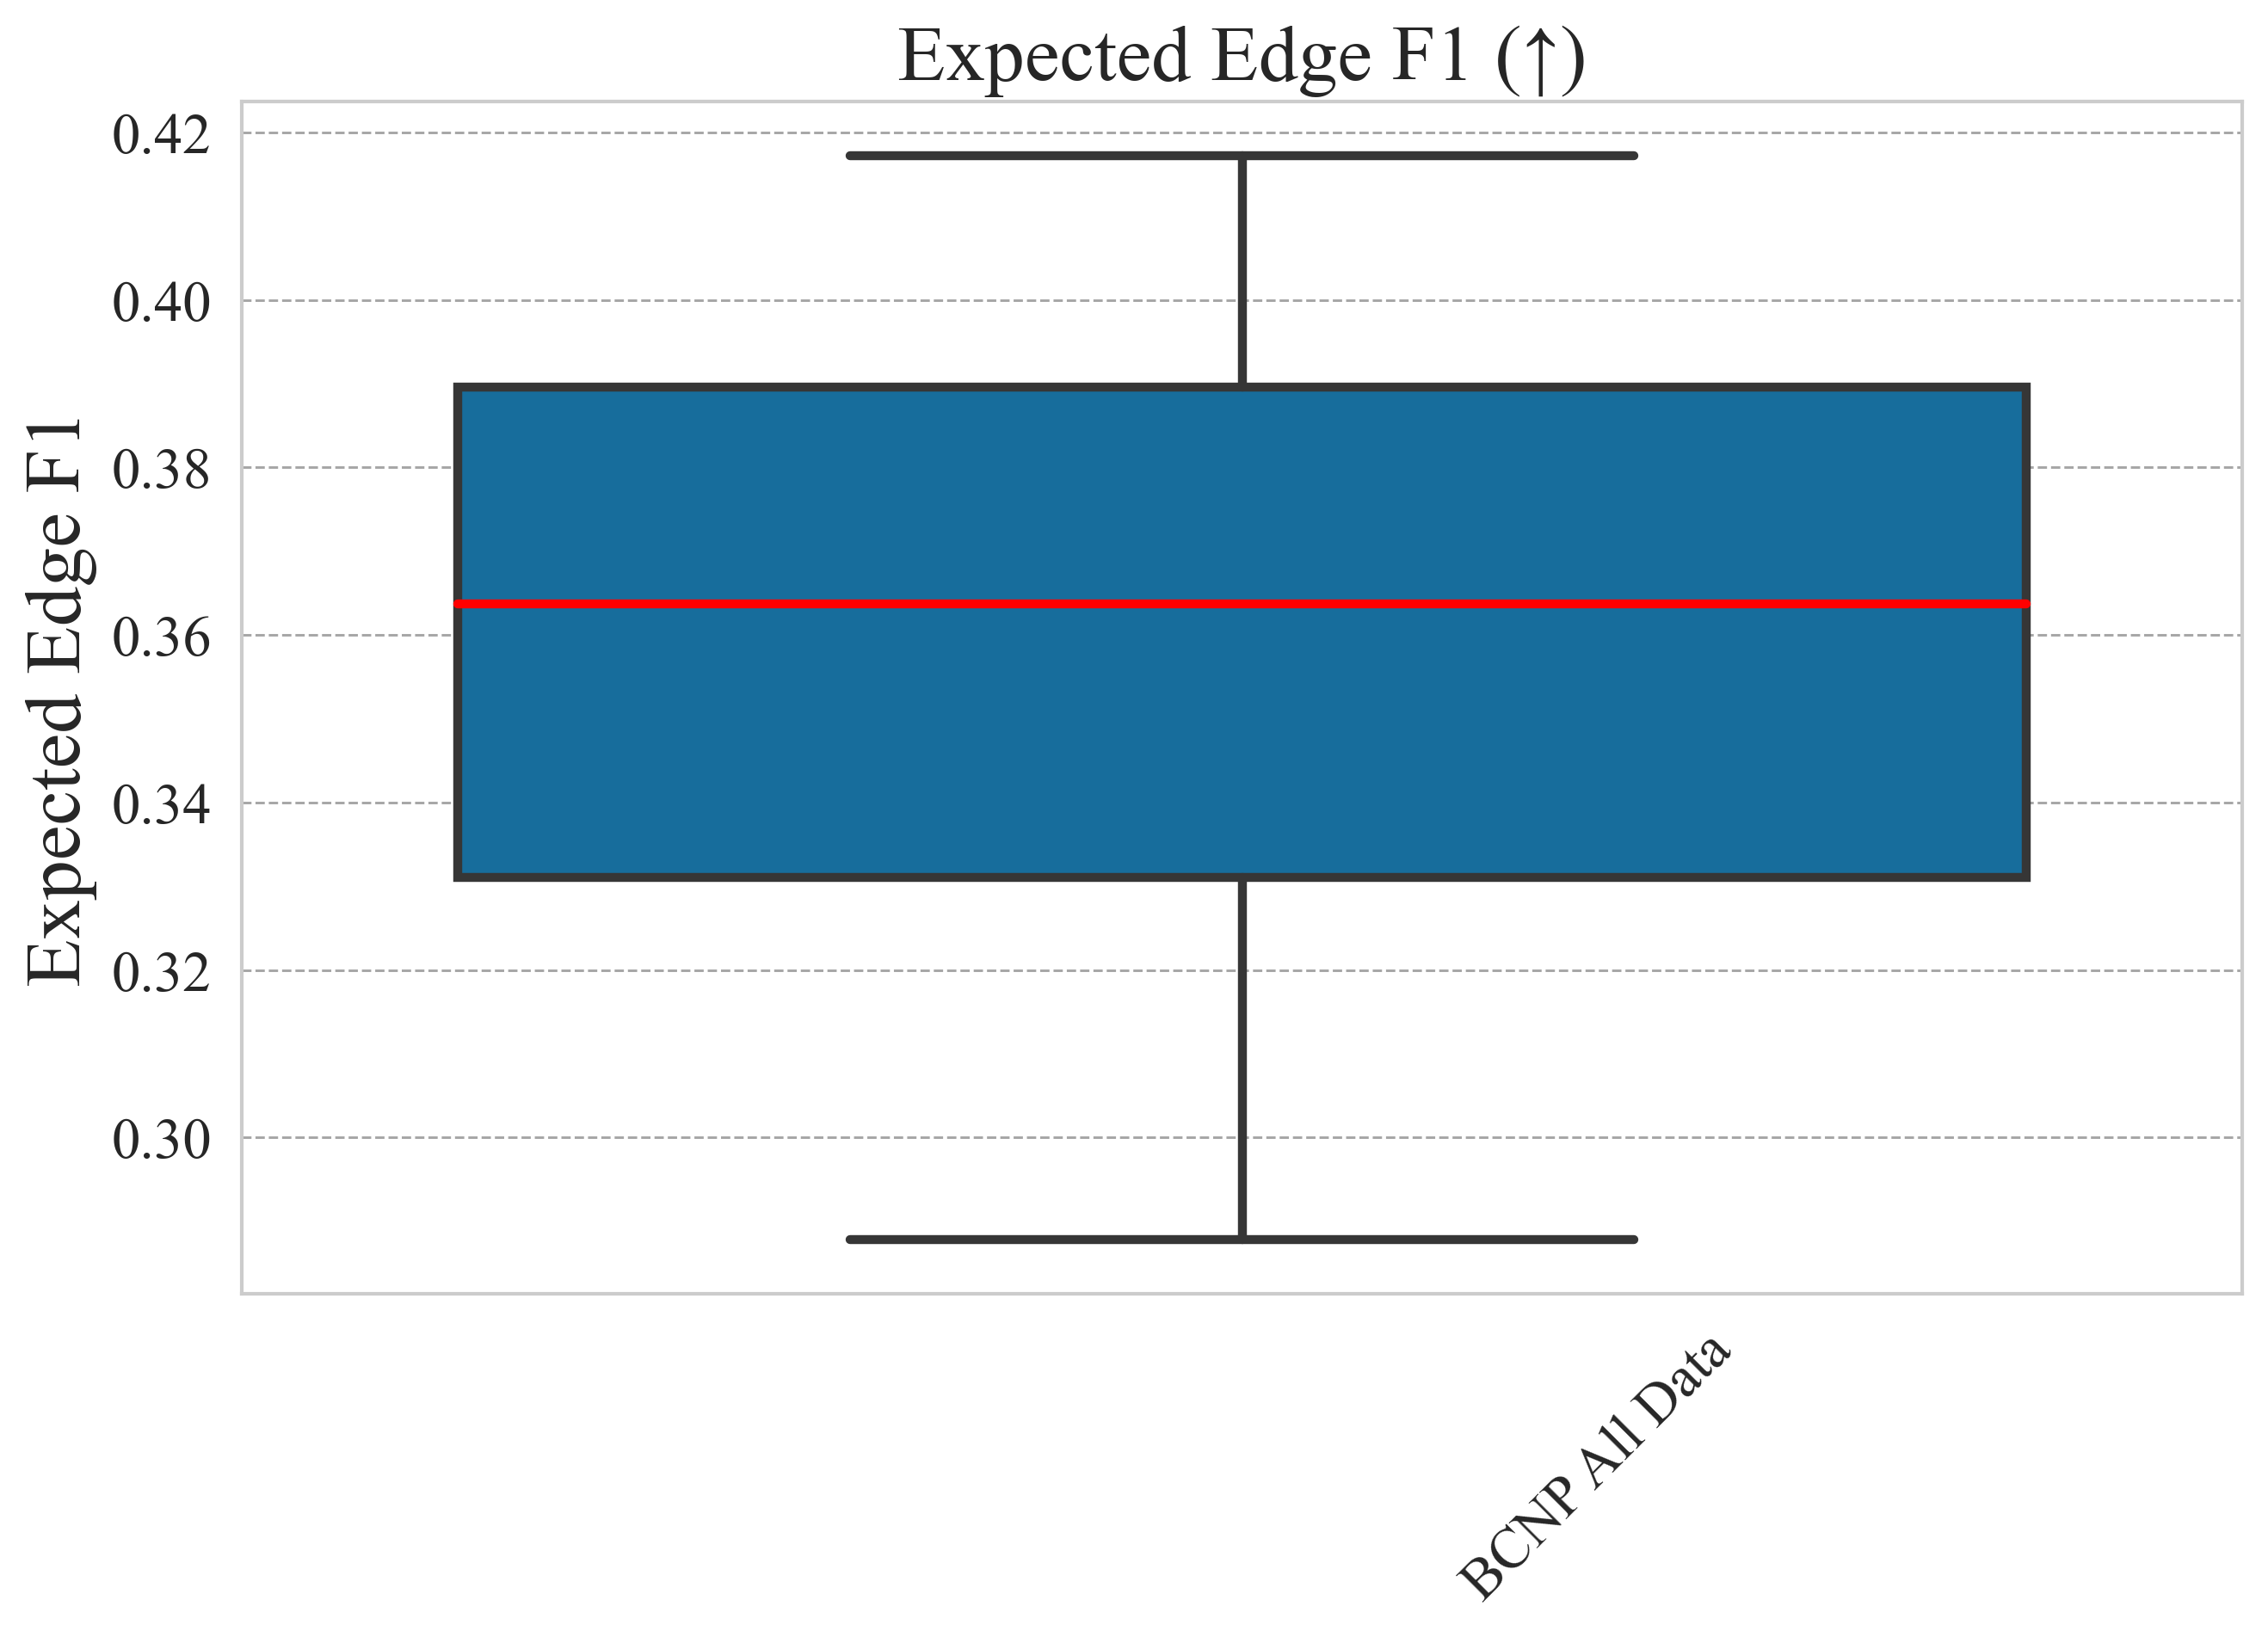 Expected Edge F1 (↑)
Expected Edge F1
0.42
0.40
0.38
0.36
0.34
0.32
0.30
BCNP All Data